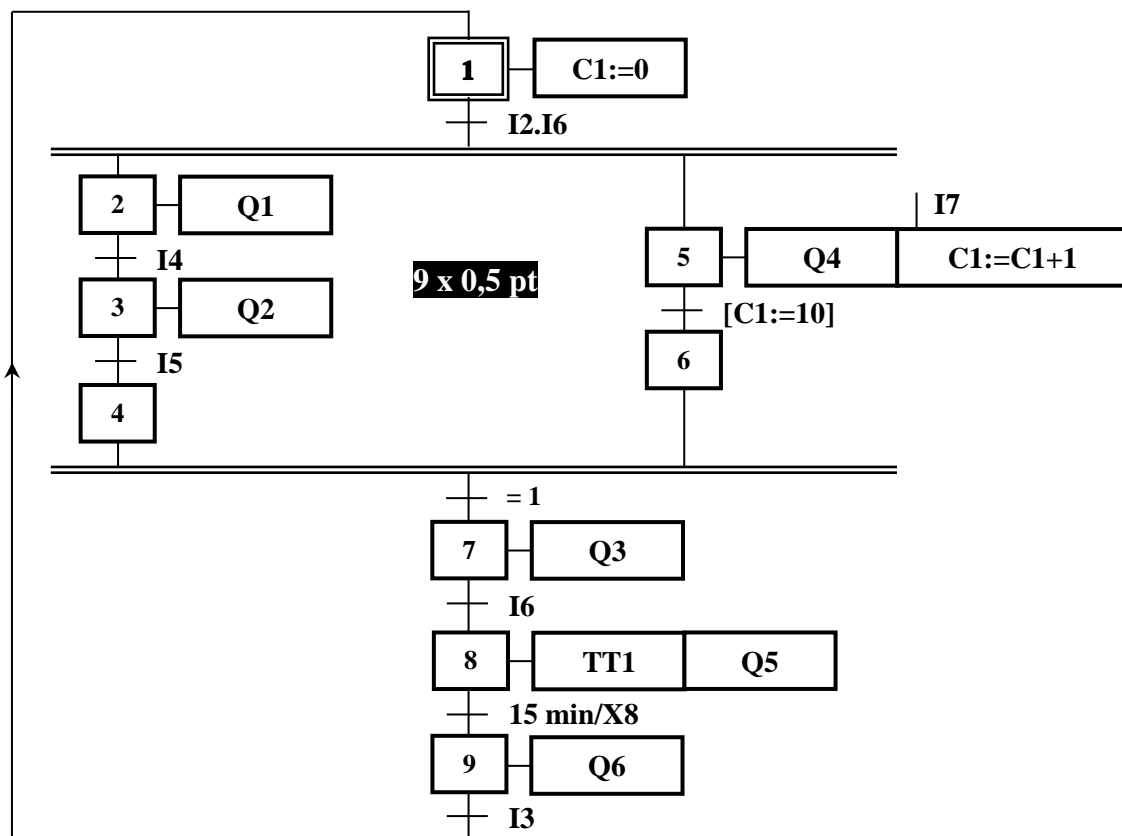 1
C1:=0
I2.I6
2
Q1
I4
3
Q2
I5
4
9 x 0,5 pt
I7
5
Q4
C1:=C1+1
[C1:=10]
6
= 1
7
Q3
I6
8
TT1
Q5
15 min/X8
9
Q6
I3